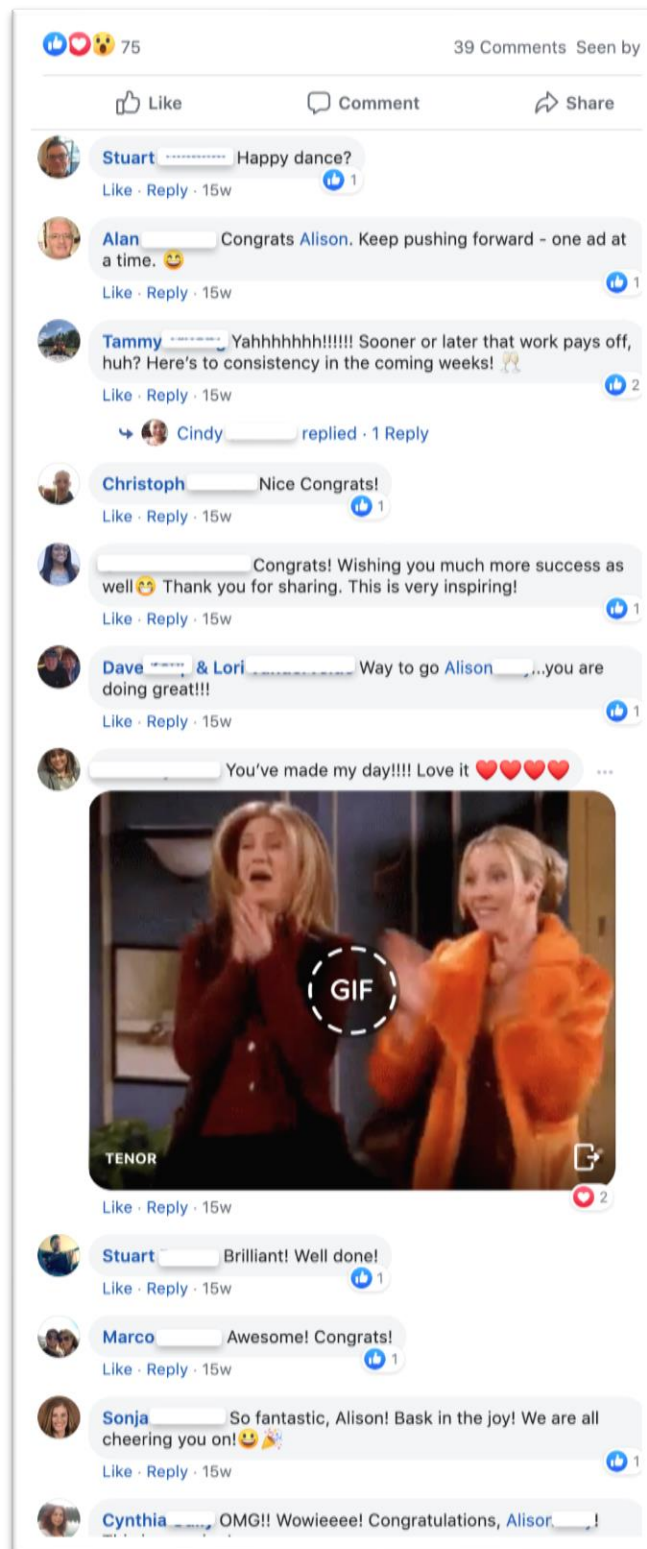 75
39 Comments Seen by
Like Comment Share
Stuart Happy dance?
1
Like · Reply · 15w
Alan Congrats Alison. Keep pushing forward - one ad at
a time. 😄
1
Like · Reply · 15w
Tammy Yahhhhhhh!!!!!! Sooner or later that work pays off,
huh? Here's to consistency in the coming weeks! 🥂
2
Like · Reply · 15w
Cindy replied · 1 Reply
Christoph Nice Congrats!
1
Like · Reply · 15w
Congrats! Wishing you much more success as
well😁 Thank you for sharing. This is very inspiring!
1
Like · Reply · 15w
Dave & Lori Way to go Alison ...you are
doing great!!!
1
Like · Reply · 15w
You've made my day!!!! Love it ❤️❤️❤️❤️
GIF
TENOR
2
Like · Reply · 15w
Stuart Brilliant! Well done!
1
Like · Reply · 15w
Marco Awesome! Congrats!
1
Like · Reply · 15w
Sonja So fantastic, Alison! Bask in the joy! We are all
cheering you on!😃🎉
1
Like · Reply · 15w
Cynthia OMG!! Wowieeee! Congratulations, Alison !